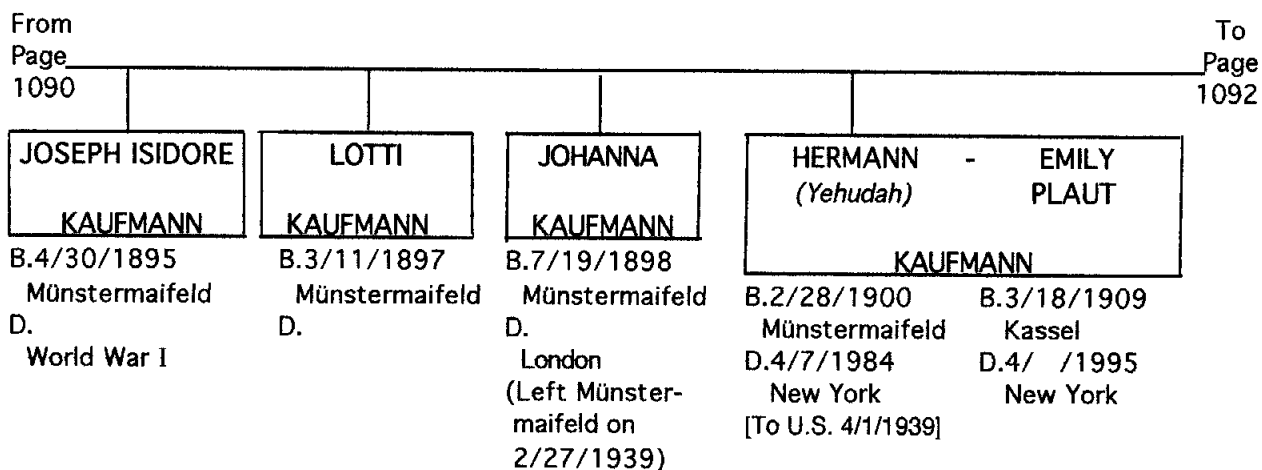 From
Page
1090
To
Page
1092
JOSEPH ISIDORE
KAUFMANN
B.4/30/1895
Münstermaifeld
D.
World War I
LOTTI
KAUFMANN
B.3/11/1897
Münstermaifeld
D.
JOHANNA
KAUFMANN
B.7/19/1898
Münstermaifeld
D.
London
(Left Münster-
maifeld on
2/27/1939)
HERMANN - EMILY
(Yehudah) PLAUT
KAUFMANN
B.2/28/1900
Münstermaifeld
D.4/7/1984
New York
[To U.S. 4/1/1939]
B.3/18/1909
Kassel
D.4/ /1995
New York